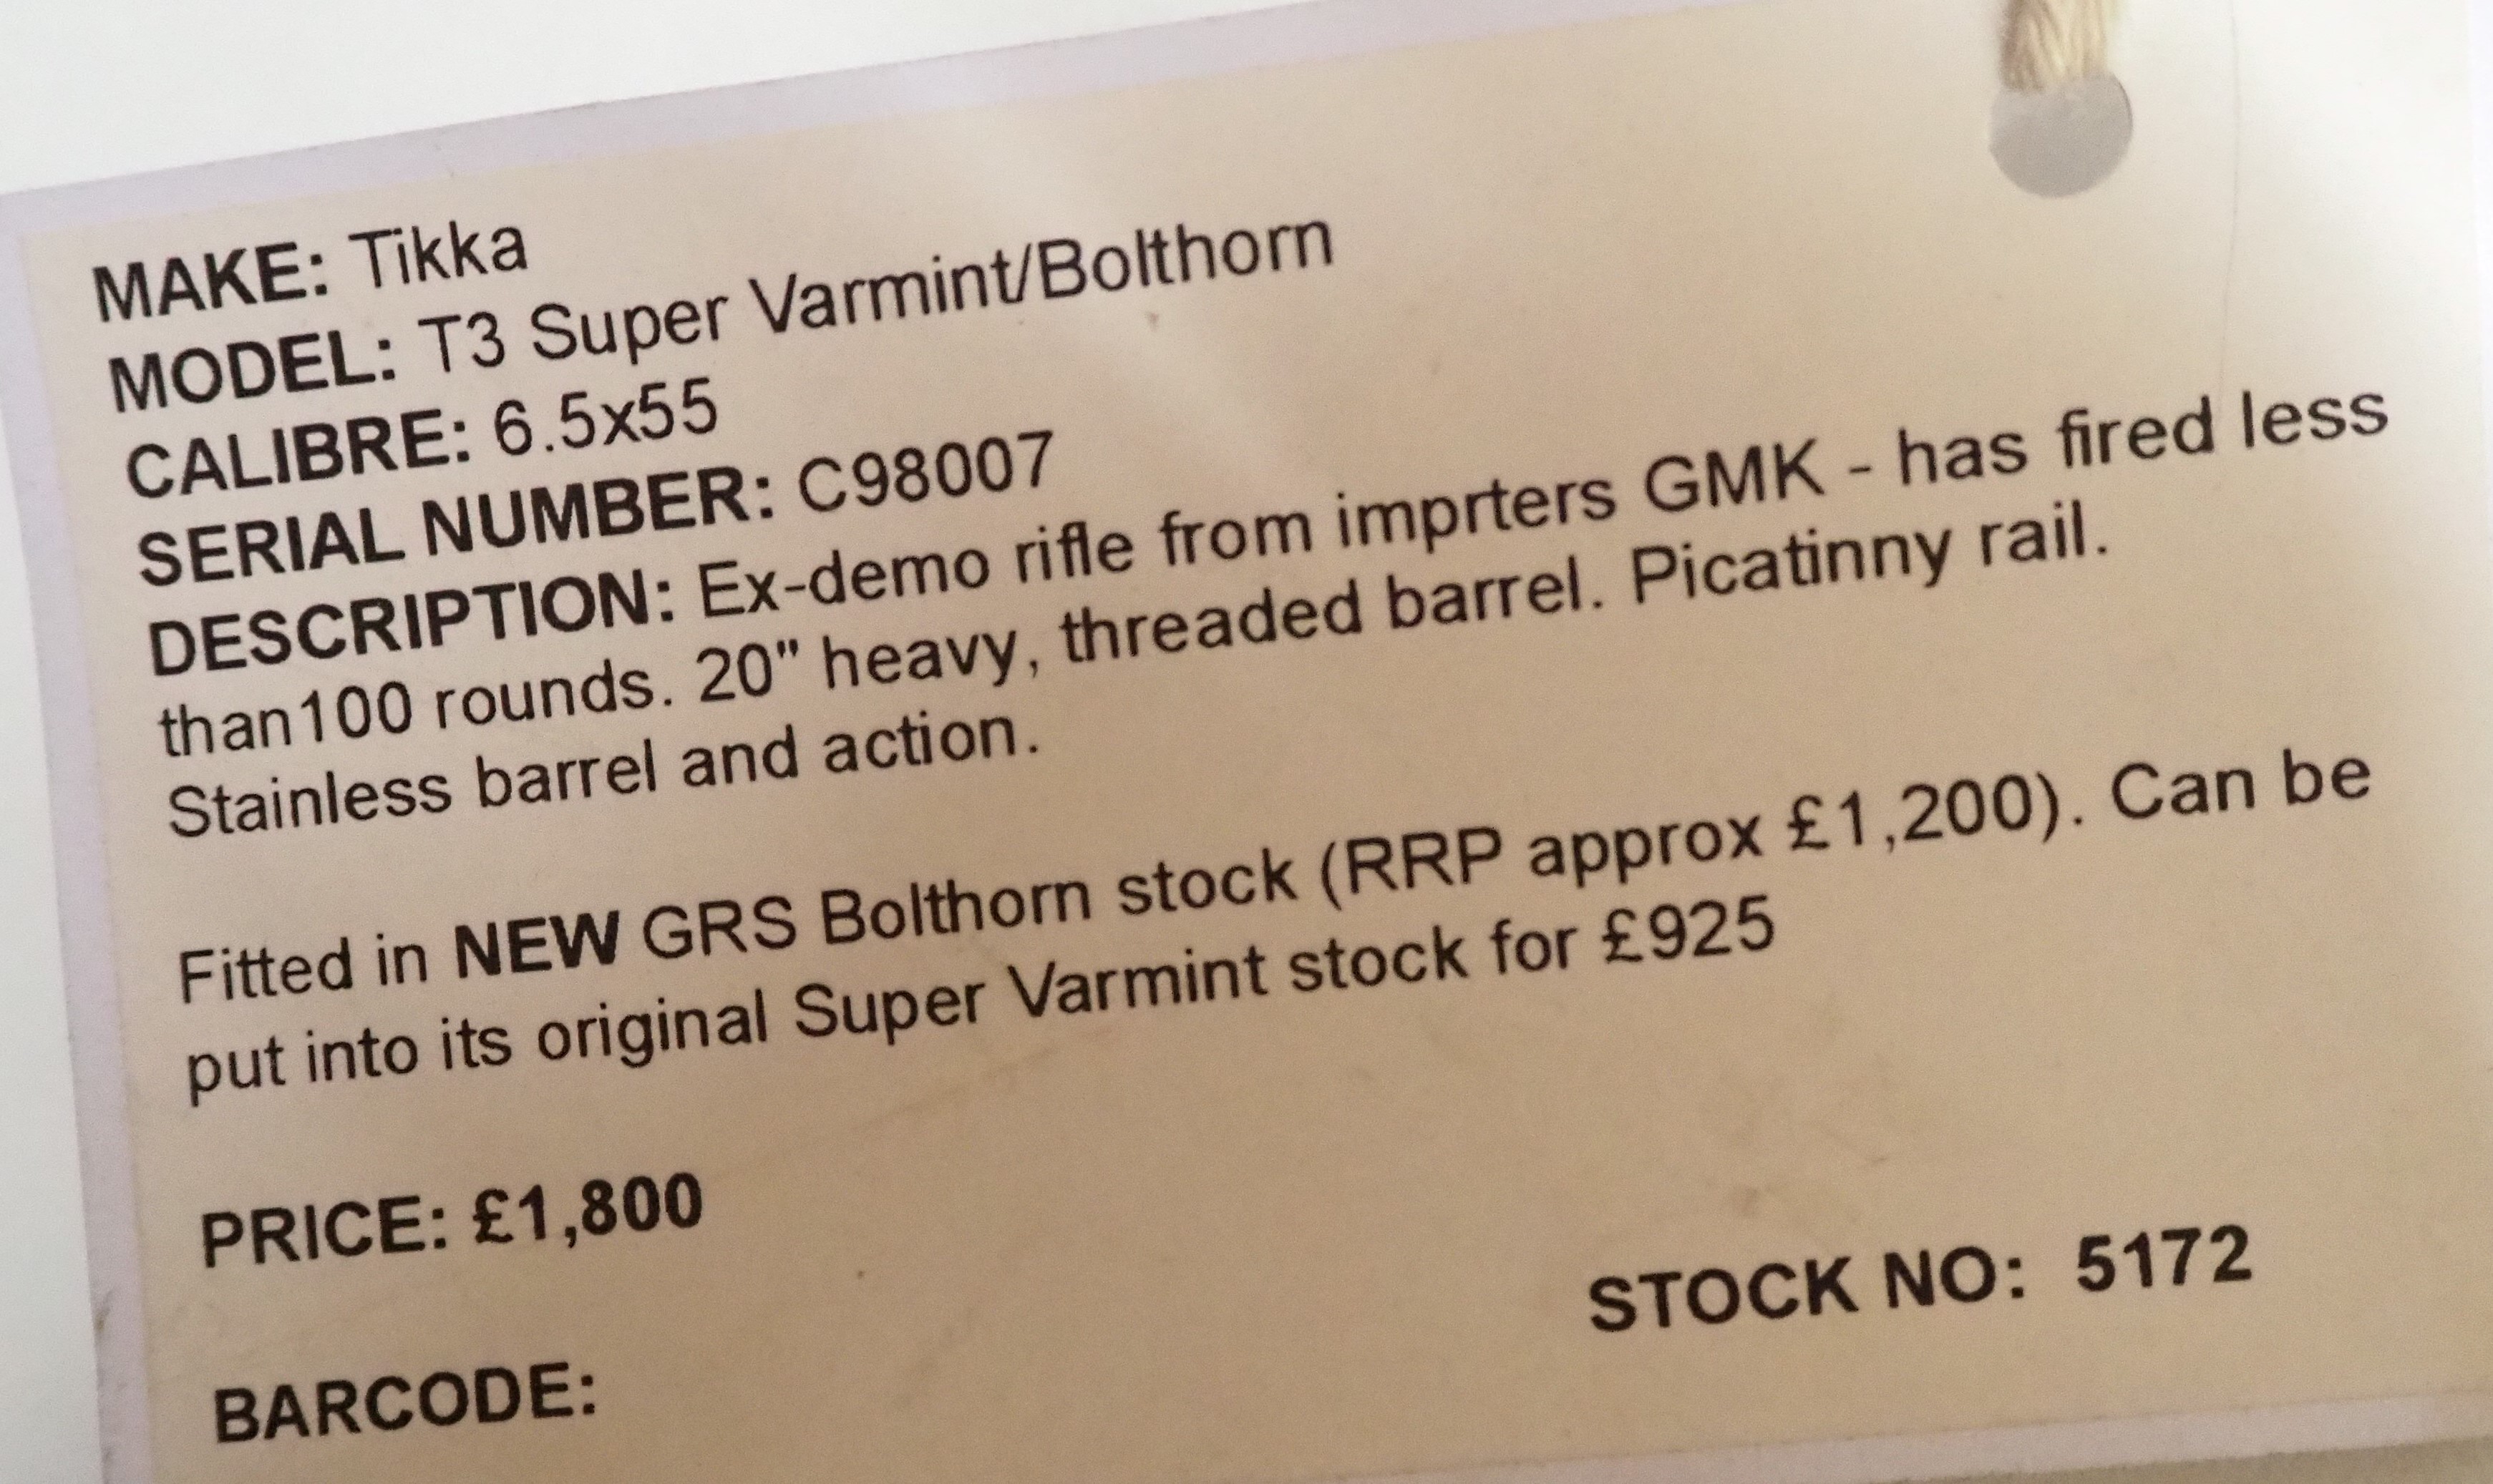 MAKE: Tikka
MODEL: T3 Super Varmint/Bolthorn
CALIBRE: 6.5x55
SERIAL NUMBER: C98007
DESCRIPTION: Ex-demo rifle from imprters GMK - has fired less
than100 rounds. 20" heavy, threaded barrel. Picatinny rail.
Stainless barrel and action.
Fitted in NEW GRS Bolthorn stock (RRP approx £1,200). Can be
put into its original Super Varmint stock for £925
PRICE: £1,800
STOCK NO: 5172
BARCODE: